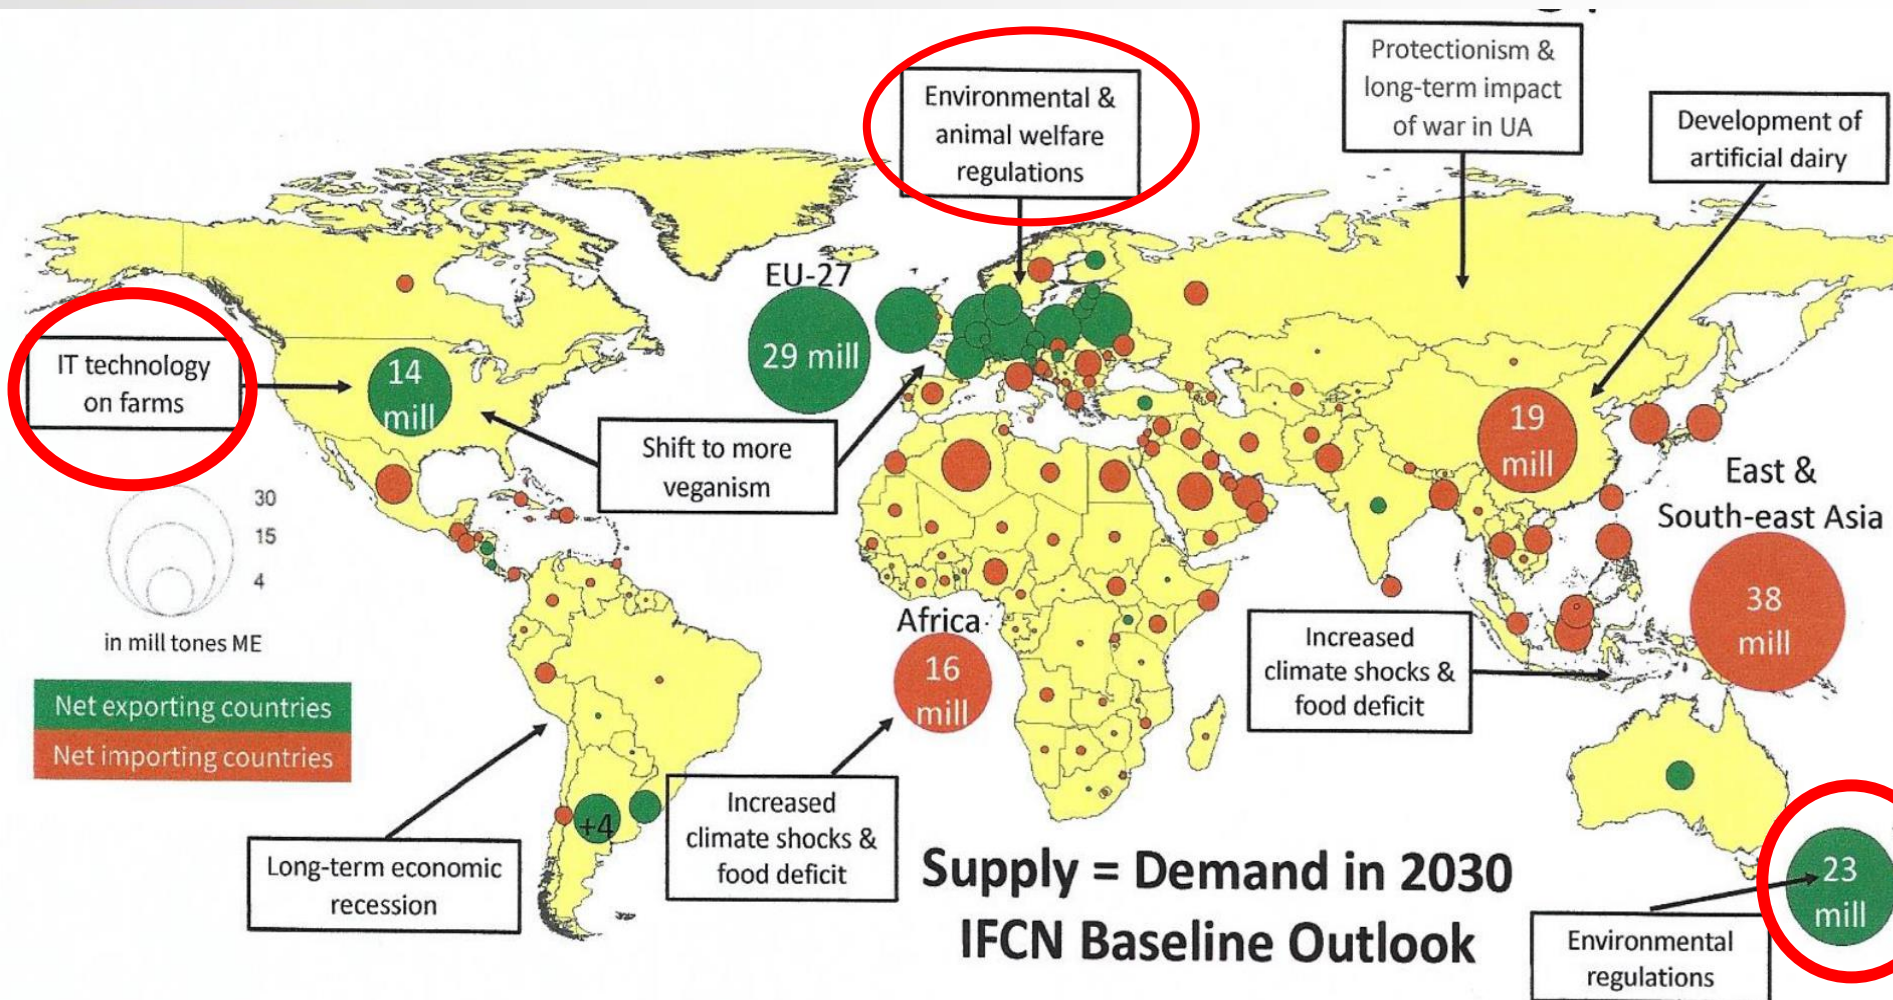 Protectionism &
long-term impact
of war in UA
Environmental &
animal welfare
regulations
Development of
artificial dairy
EU-27
29 mill
IT technology
on farms
14
mill
Shift to more
veganism
19
mill
East &
South-east Asia
38
mill
30
15
4
in mill tones ME
Net exporting countries
Net importing countries
Africa
16
mill
Increased
climate shocks &
food deficit
+4
Increased
climate shocks &
food deficit
Long-term economic
recession
Supply = Demand in 2030
IFCN Baseline Outlook
23
mill
Environmental
regulations